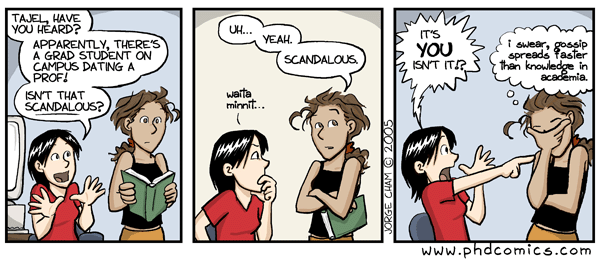 TAJEL, HAVE
YOU HEARD?
APPARENTLY, THERE'S
A GRAD STUDENT ON
CAMPUS DATING A
PROF!
ISN'T THAT
SCANDALOUS?
UH...
YEAH.
SCANDALOUS.
waita
minnit...
JORGE CHAM © 2005
IT'S
YOU
ISN'T IT!?
i swear, gossip
spreads faster
than knowledge in
academia.
www.phdcomics.com